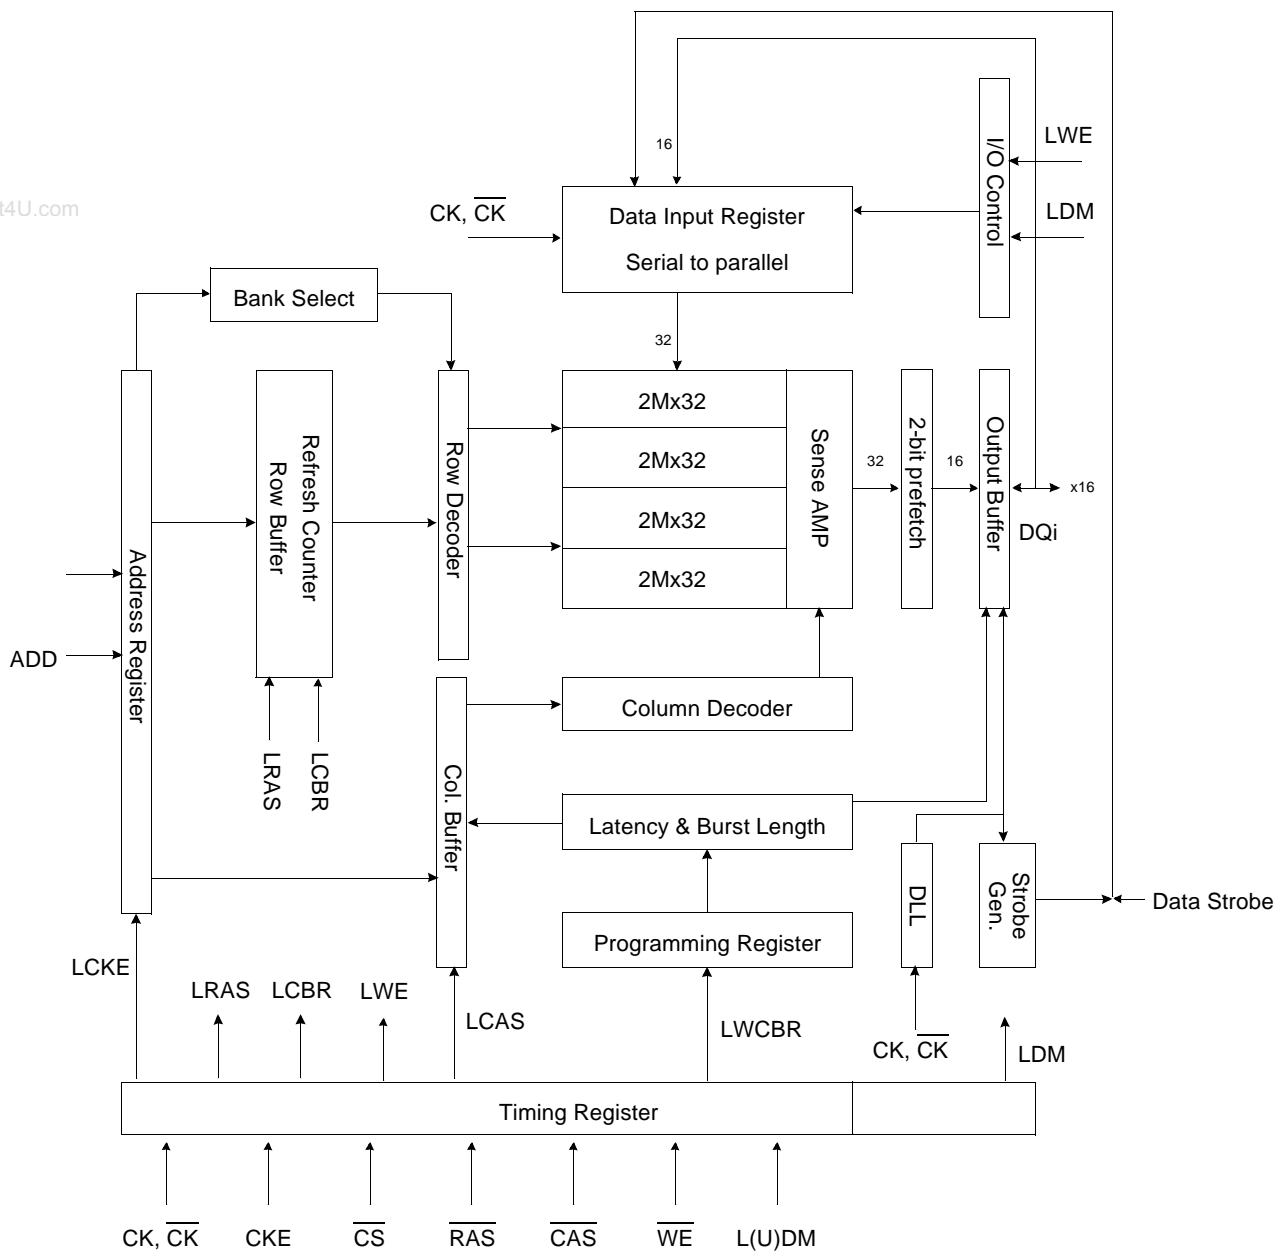 16
LWE
t4U.com
CK, CK
Data Input Register
Serial to parallel
I/O Control
LDM
Bank Select
32
2Mx32
2Mx32
2Mx32
2Mx32
Sense AMP
32
2-bit prefetch
16
Output Buffer
x16
DQi
Address Register
Refresh Counter
Row Buffer
Row Decoder
ADD
Column Decoder
LRAS
LCBR
Col. Buffer
Latency & Burst Length
DLL
Strobe
Gen.
Data Strobe
Programming Register
LCKE
LRAS
LCBR
LWE
LCAS
LWCBR
CK, CK
LDM
Timing Register
CK, CK
CKE
CS
RAS
CAS
WE
L(U)DM